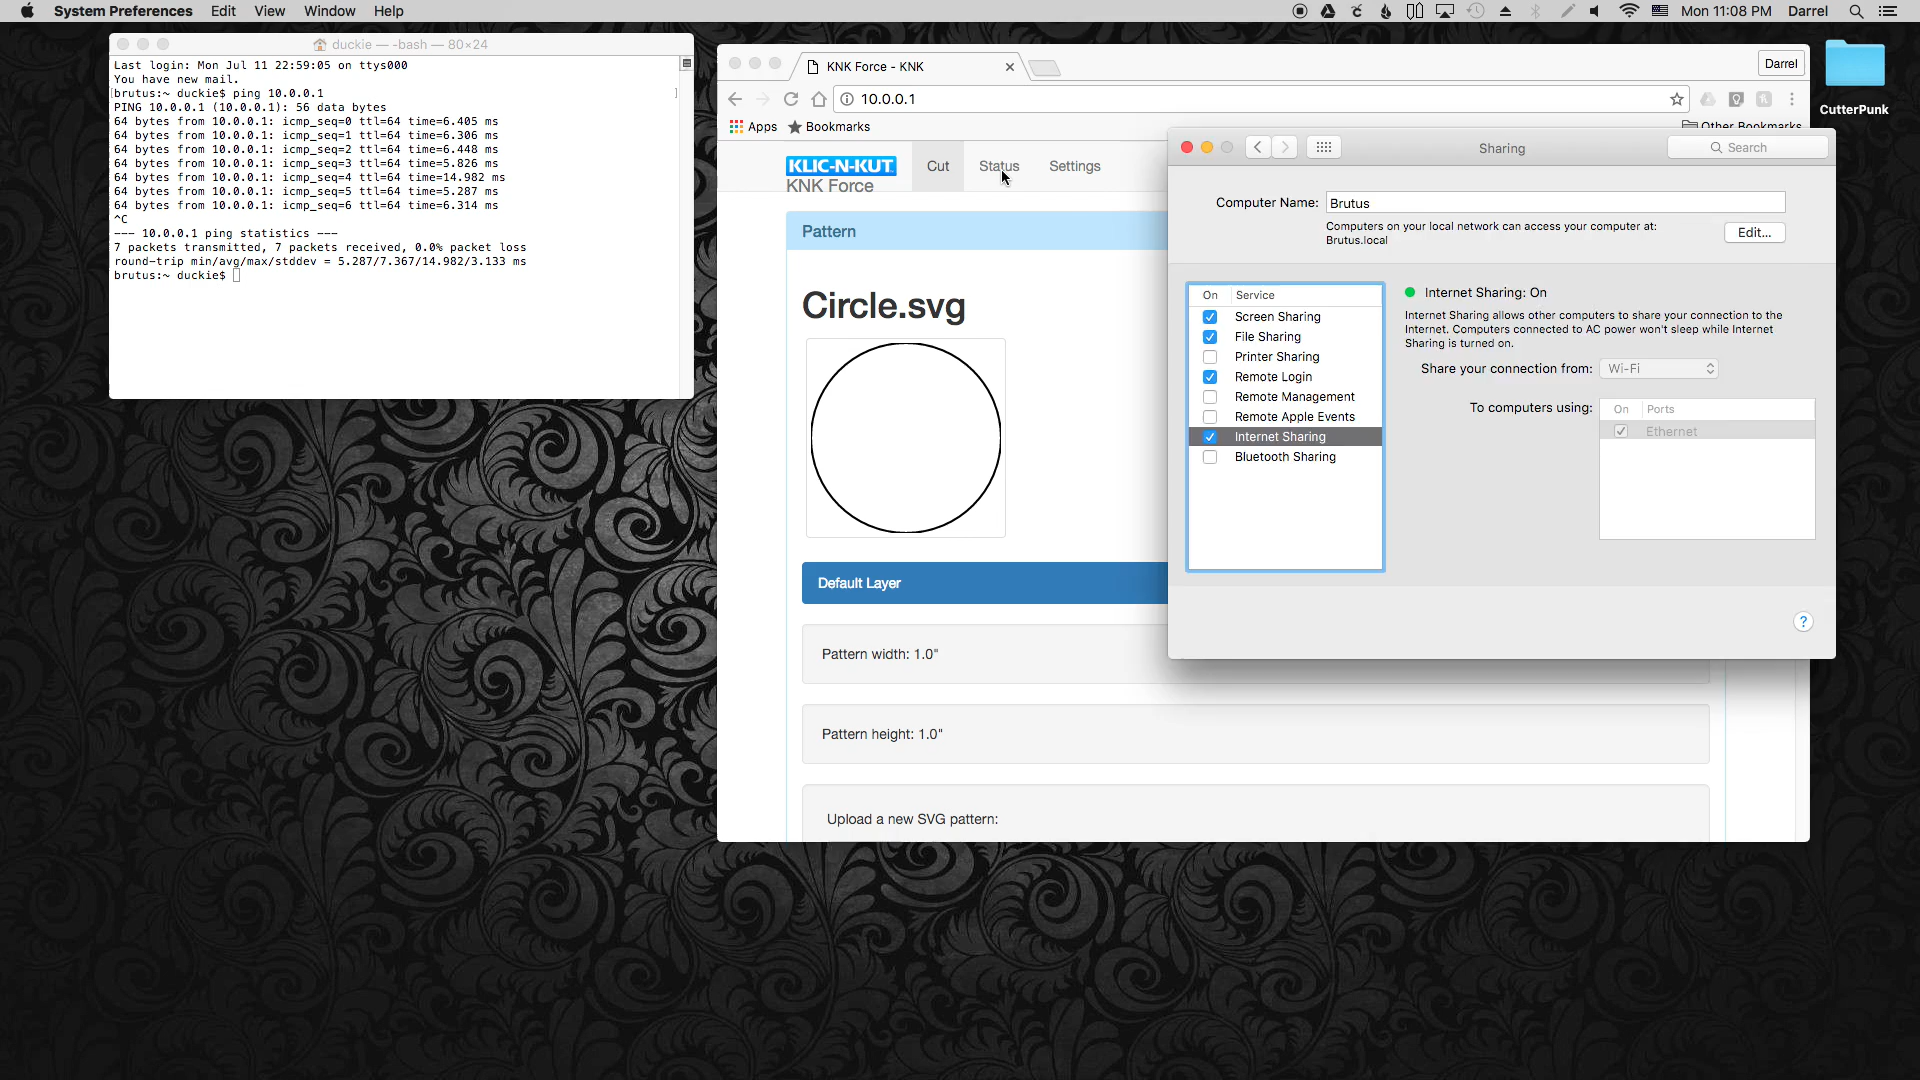 System Preferences Edit View Window Help
Mon 11:08 PM Darrel
duckie — -bash — 80×24
Last login: Mon Jul 11 22:59:05 on ttys000
You have new mail.
[brutus:~ duckie$ ping 10.0.0.1 ]
PING 10.0.0.1 (10.0.0.1): 56 data bytes
64 bytes from 10.0.0.1: icmp_seq=0 ttl=64 time=6.405 ms
64 bytes from 10.0.0.1: icmp_seq=1 ttl=64 time=6.306 ms
64 bytes from 10.0.0.1: icmp_seq=2 ttl=64 time=6.448 ms
64 bytes from 10.0.0.1: icmp_seq=3 ttl=64 time=5.826 ms
64 bytes from 10.0.0.1: icmp_seq=4 ttl=64 time=14.982 ms
64 bytes from 10.0.0.1: icmp_seq=5 ttl=64 time=5.287 ms
64 bytes from 10.0.0.1: icmp_seq=6 ttl=64 time=6.314 ms
^C
--- 10.0.0.1 ping statistics ---
7 packets transmitted, 7 packets received, 0.0% packet loss
round-trip min/avg/max/stddev = 5.287/7.367/14.982/3.133 ms
brutus:~ duckie$
KNK Force - KNK
Darrel
10.0.0.1
Apps Bookmarks
Other Bookmarks
KLIC-N-KUT
KNK Force
Cut Status Settings
Pattern
Circle.svg
Default Layer
Pattern width: 1.0"
Pattern height: 1.0"
Upload a new SVG pattern:
Sharing
Search
Computer Name: Brutus
Computers on your local network can access your computer at:
Brutus.local
Edit...
On Service
Screen Sharing
File Sharing
Printer Sharing
Remote Login
Remote Management
Remote Apple Events
Internet Sharing
Bluetooth Sharing
Internet Sharing: On
Internet Sharing allows other computers to share your connection to the
Internet. Computers connected to AC power won't sleep while Internet
Sharing is turned on.
Share your connection from: Wi-Fi
To computers using:
On Ports
Ethernet
?
CutterPunk